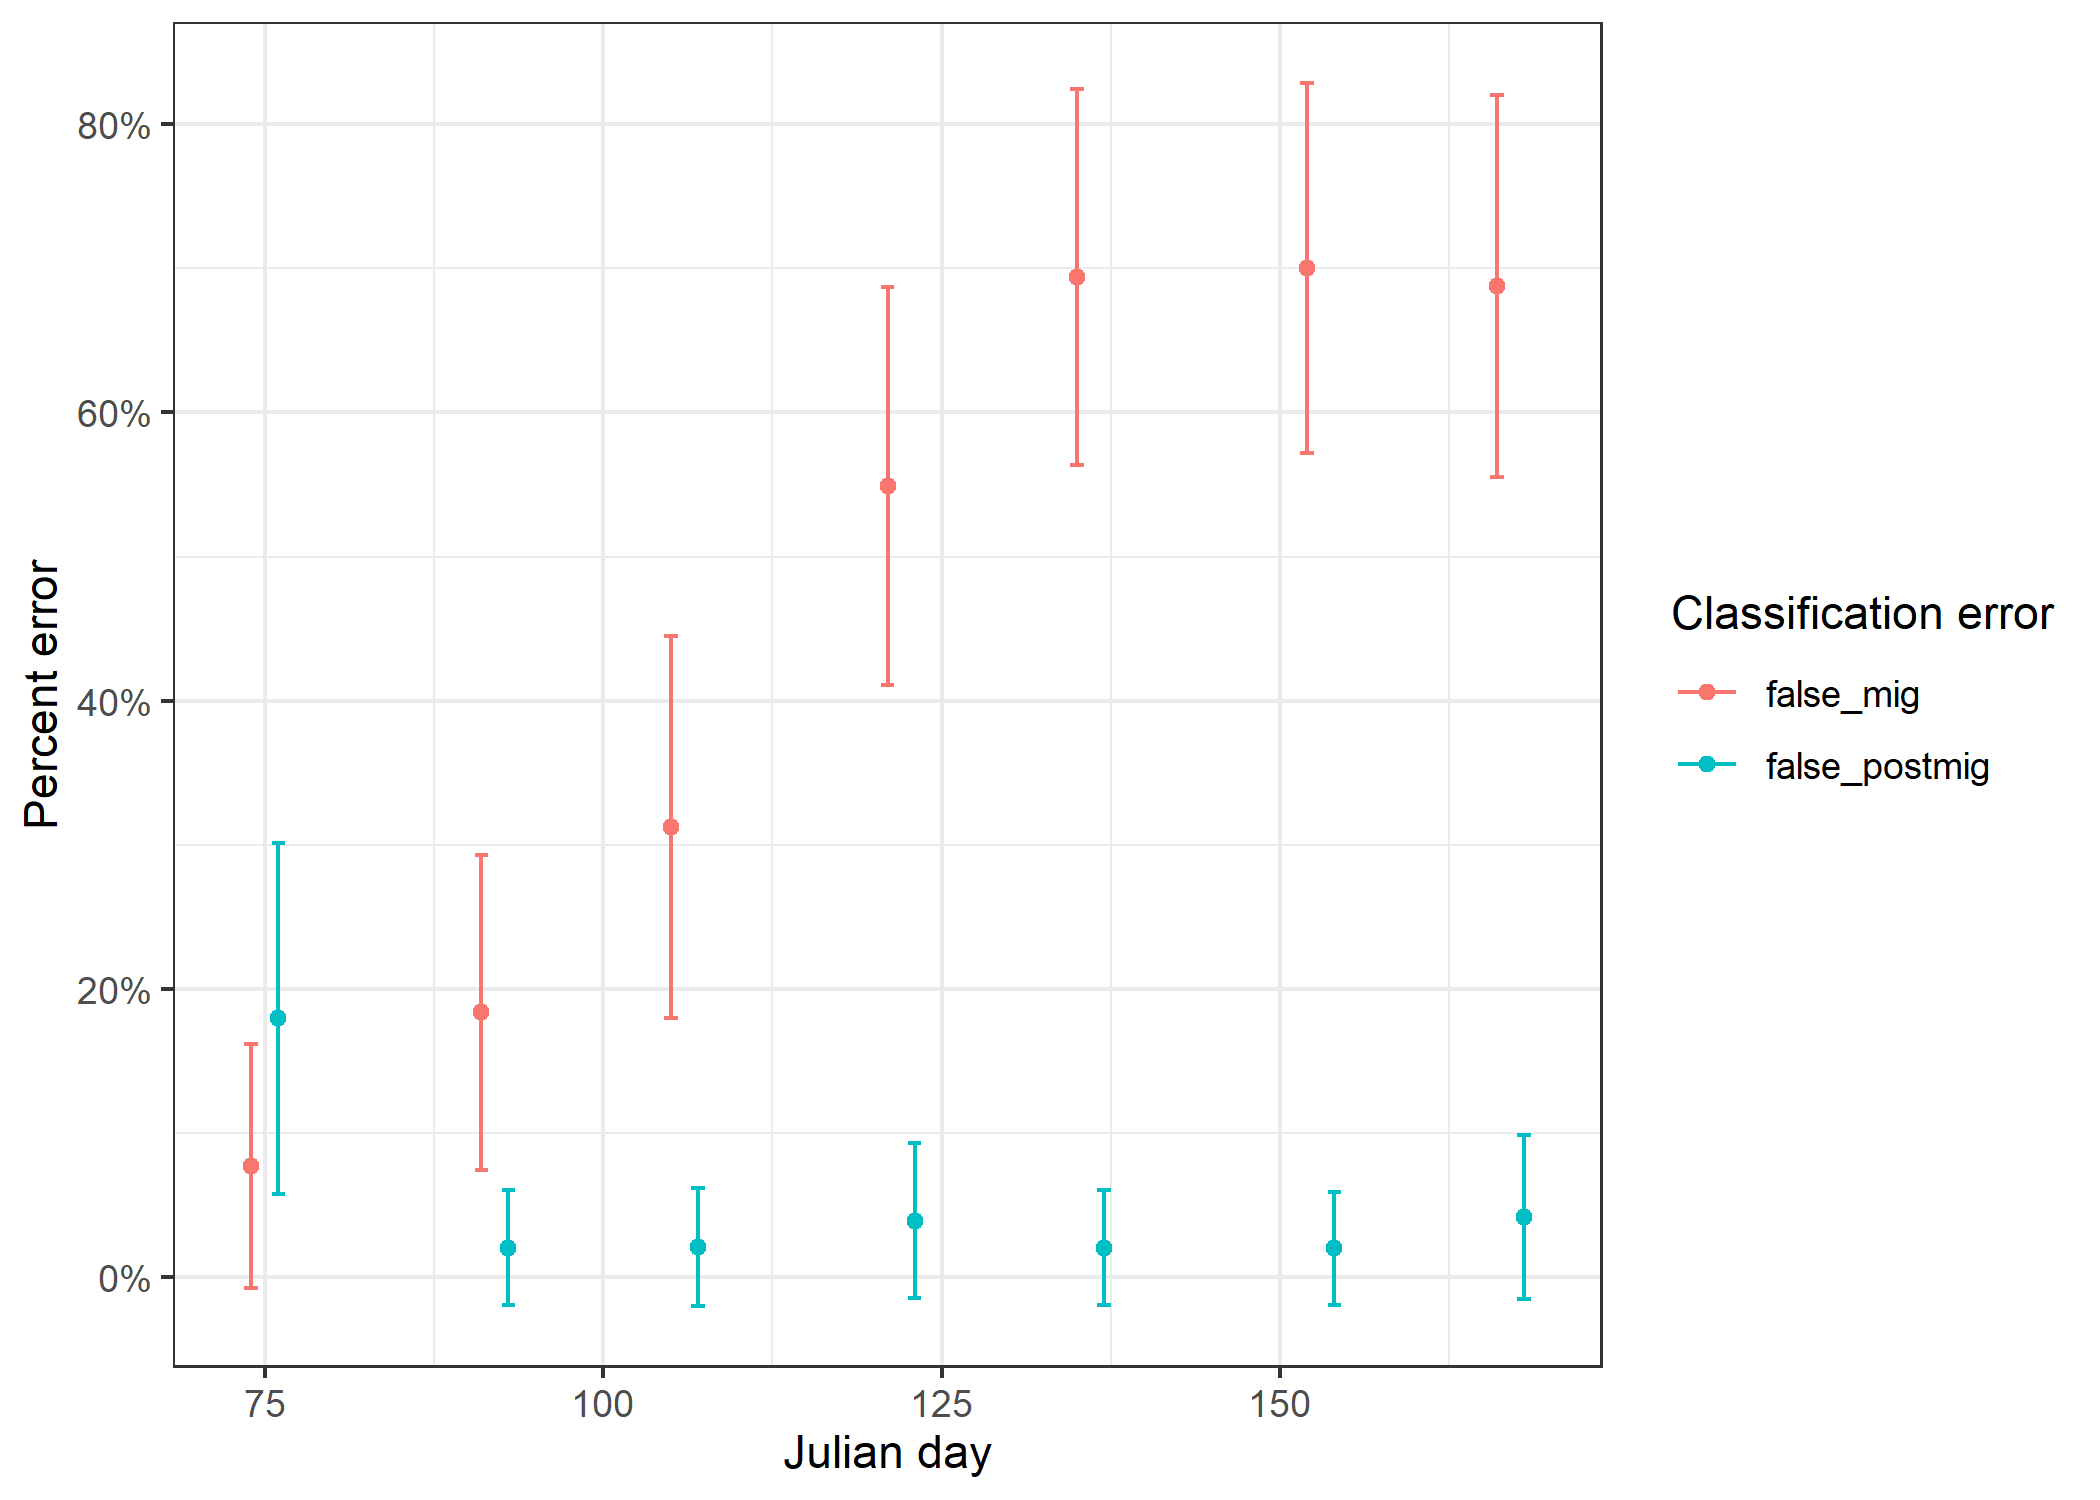 80%
60%
40%
20%
0%
Percent error
75 100 125 150
Julian day
Classification error
false_mig
false_postmig